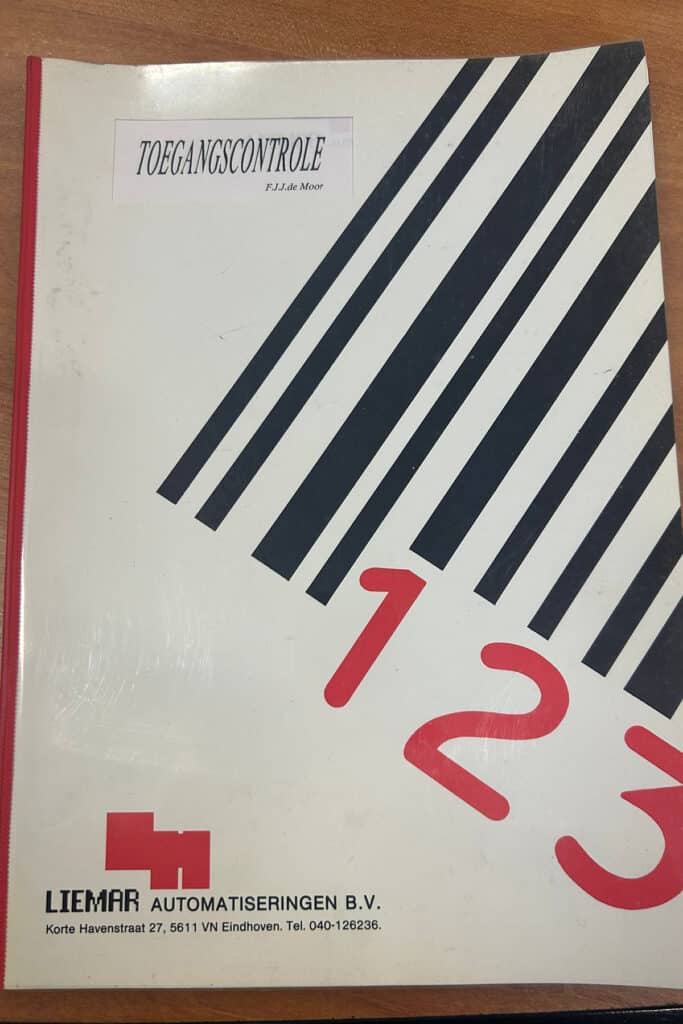 TOEGANGSCONTROLE
F.J.J.de Moor
1 2 3
LIEMAR AUTOMATISERINGEN B.V.
Korte Havenstraat 27, 5611 VN Eindhoven. Tel. 040-126236.